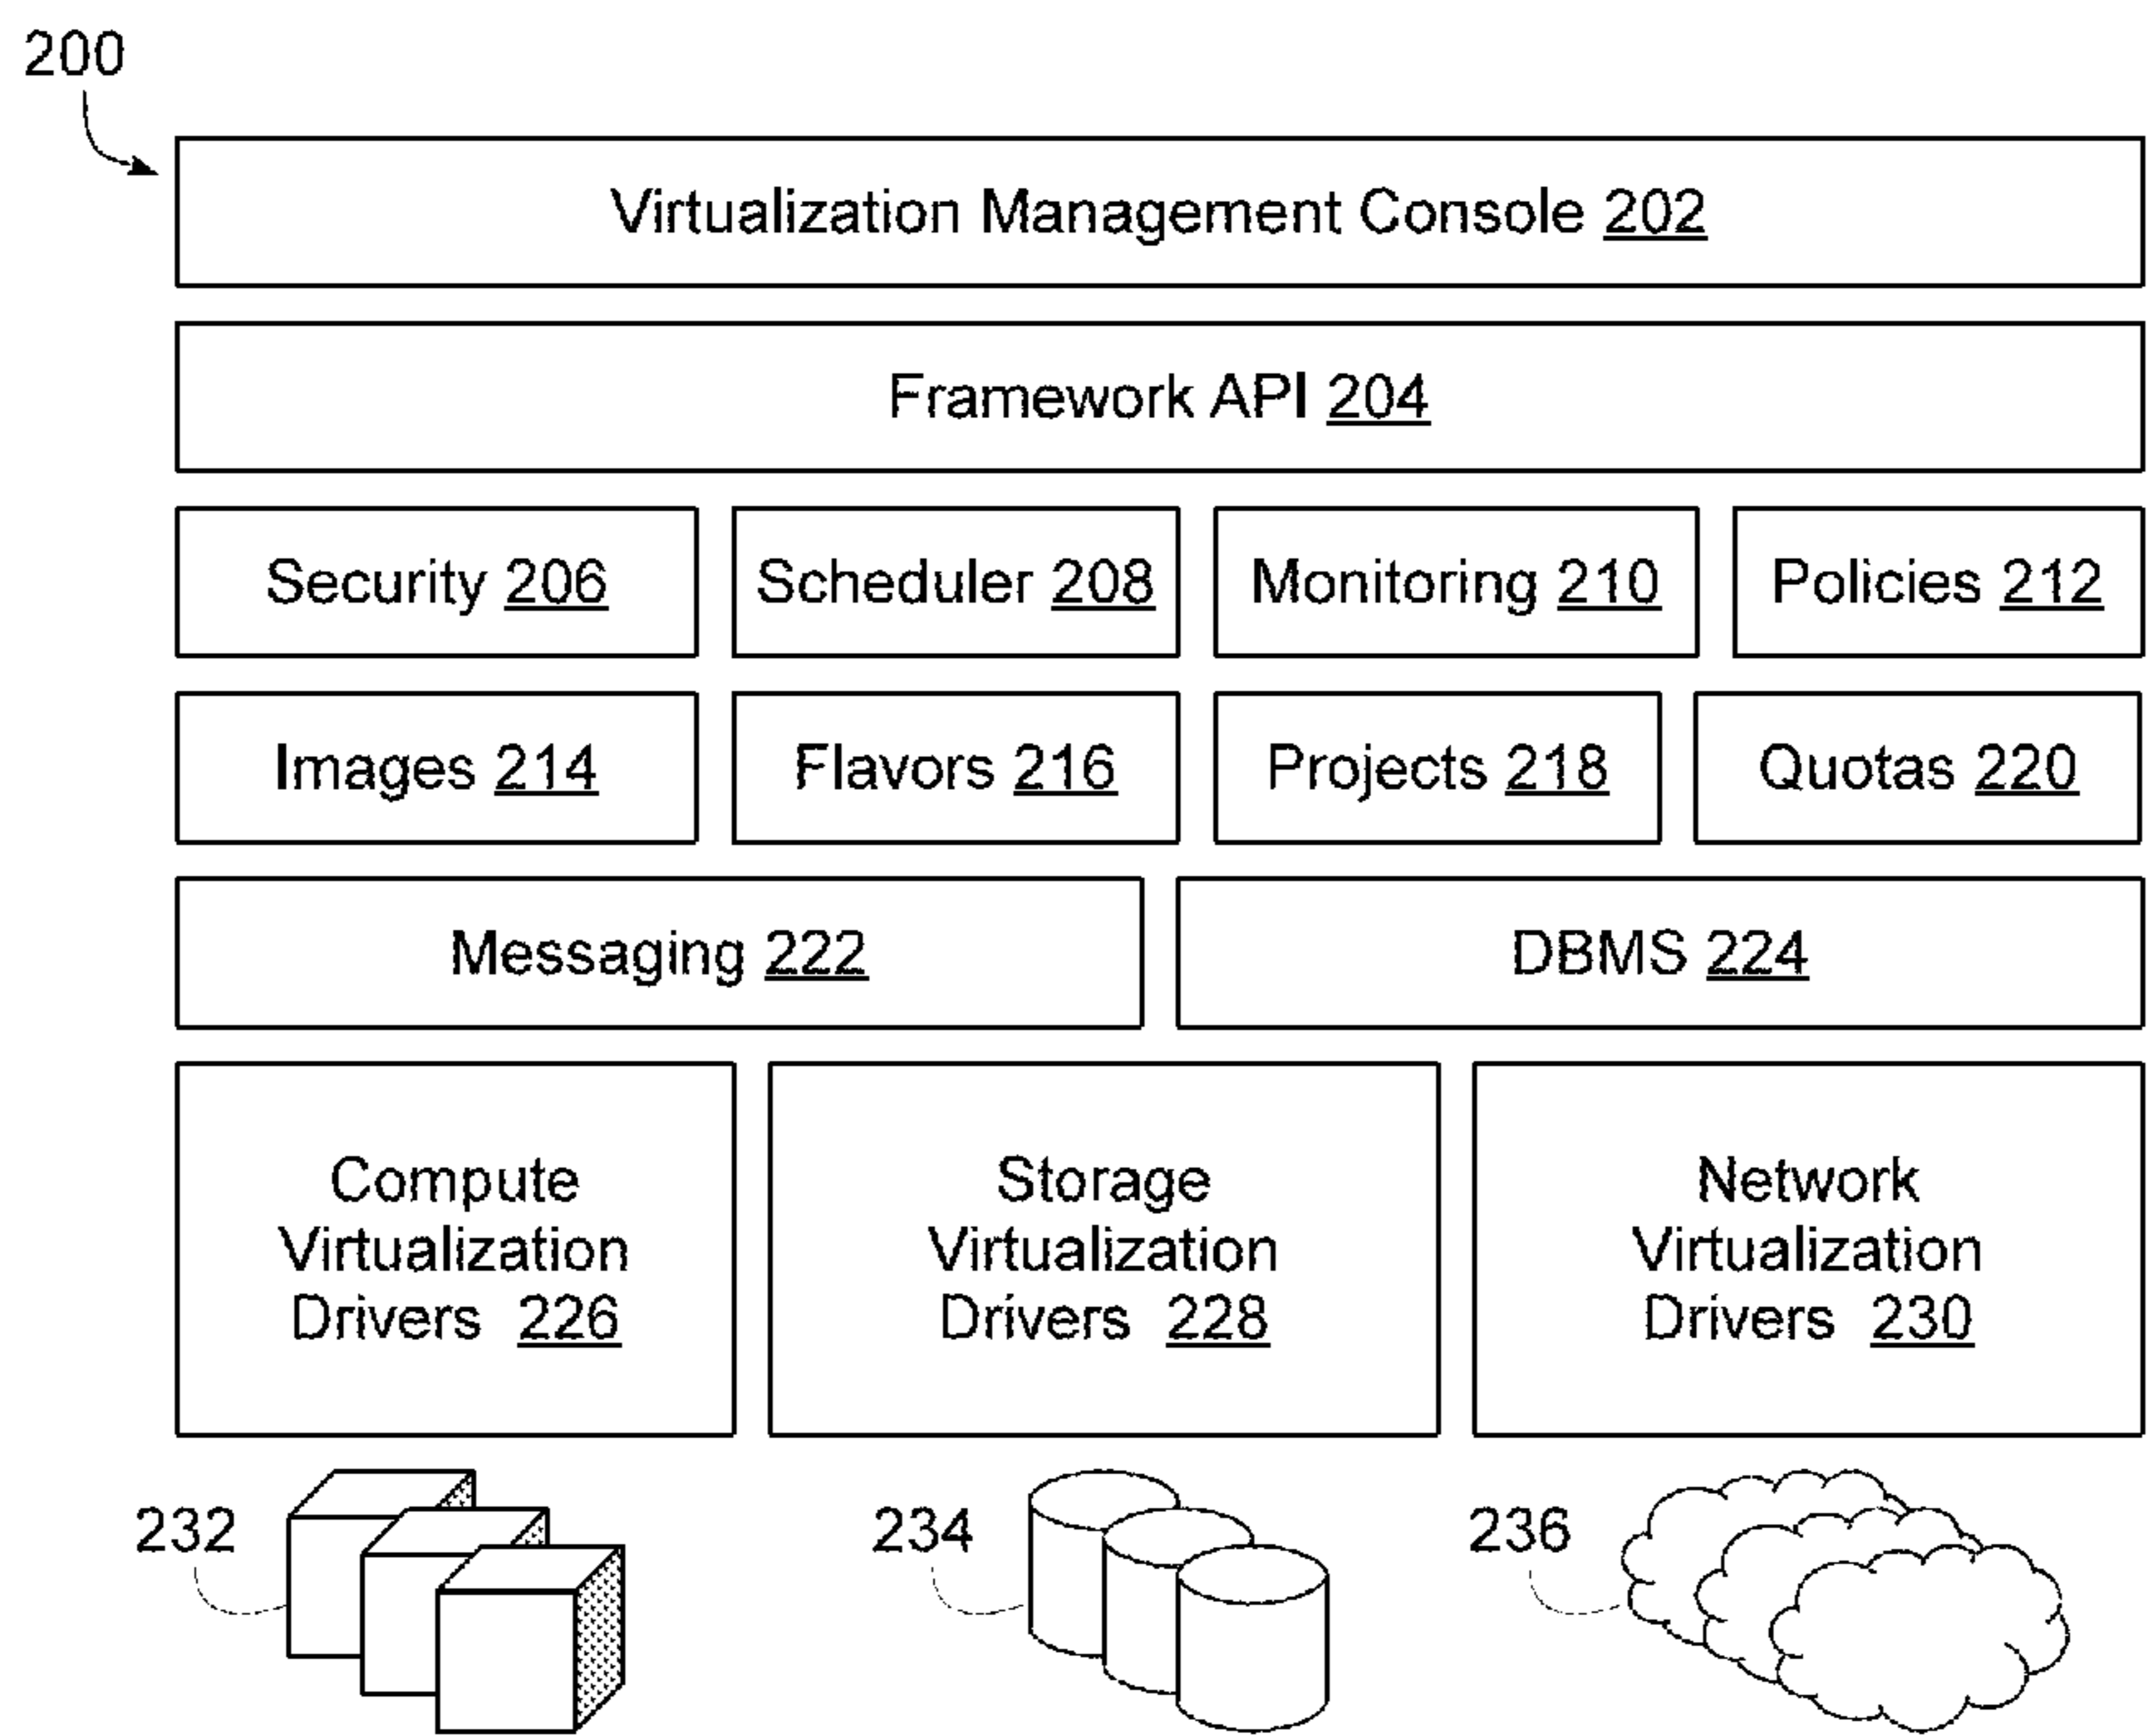 200
Virtualization Management Console 202
Framework API 204
Security 206
Scheduler 208
Monitoring 210
Policies 212
Images 214
Flavors 216
Projects 218
Quotas 220
Messaging 222
DBMS 224
Compute
Virtualization
Drivers 226
Storage
Virtualization
Drivers 228
Network
Virtualization
Drivers 230
232
234
236